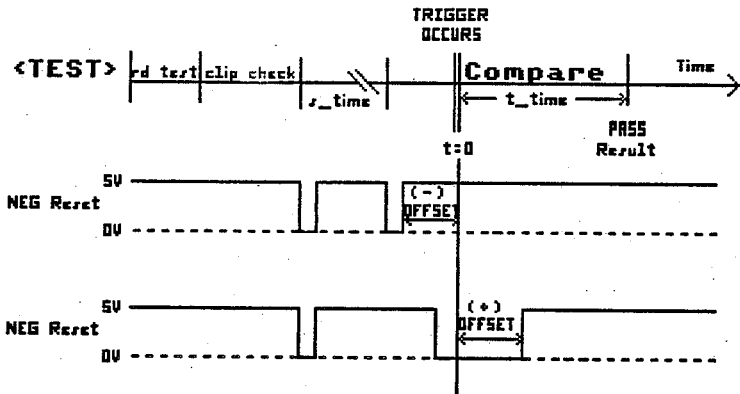 TRIGGER
OCCURS
<TEST> rd test clip check Compare Time
s_time t_time
t=0 PASS
Result
5V
NEG Reset (-)
OFFSET
0V
5V (+)
NEG Reset OFFSET
0V